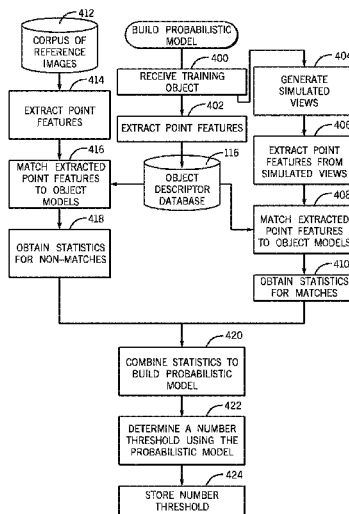 412
CORPUS OF
REFERENCE
IMAGES
414
EXTRACT POINT
FEATURES
416
MATCH EXTRACTED
POINT FEATURES
TO OBJECT
MODELS
418
OBTAIN STATISTICS
FOR NON-MATCHES
BUILD PROBABILISTIC
MODEL
400
RECEIVE TRAINING
OBJECT
402
EXTRACT POINT FEATURES
116
OBJECT
DESCRIPTOR
DATABASE
404
GENERATE
SIMULATED
VIEWS
406
EXTRACT POINT
FEATURES FROM
SIMULATED VIEWS
408
MATCH EXTRACTED
POINT FEATURES
TO OBJECT MODELS
410
OBTAIN STATISTICS
FOR MATCHES
420
COMBINE STATISTICS TO
BUILD PROBABILISTIC
MODEL
422
DETERMINE A NUMBER
THRESHOLD USING THE
PROBABILISTIC MODEL
424
STORE NUMBER
THRESHOLD